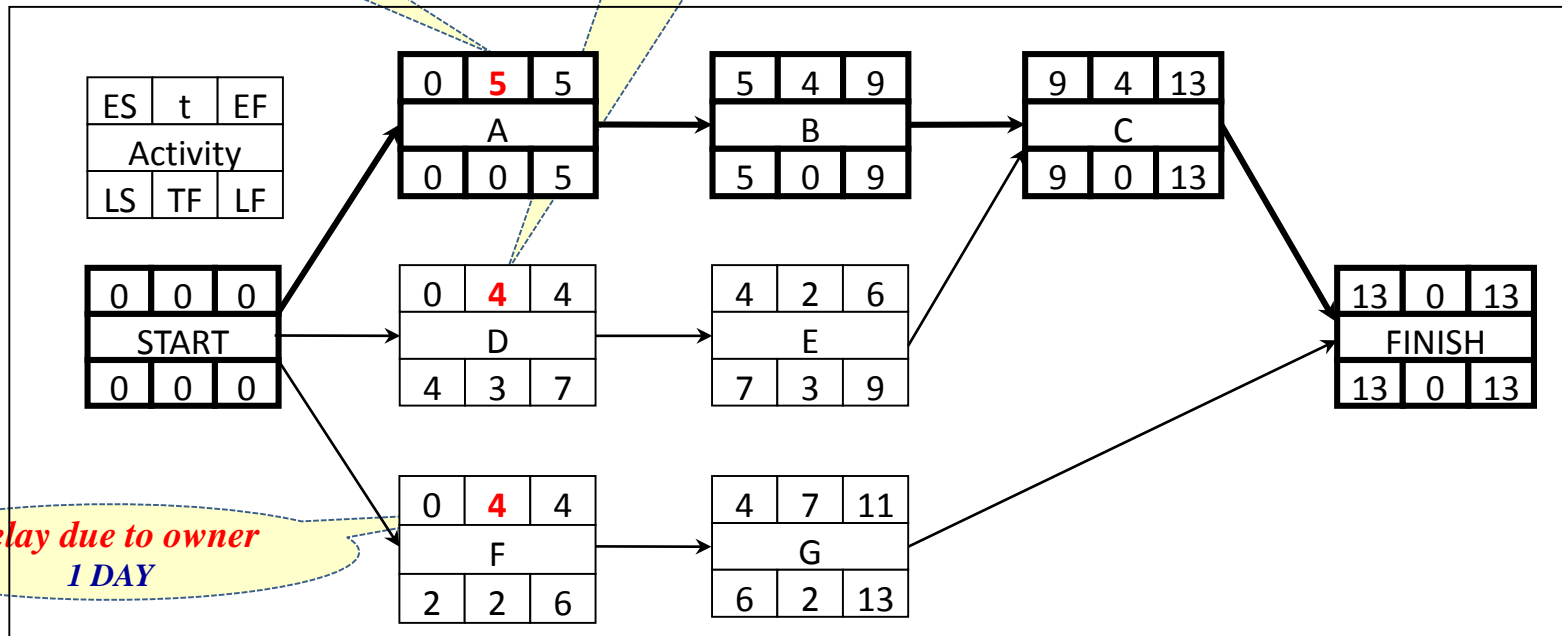 0 5 5
A
0 0 5
5 4 9
B
5 0 9
9 4 13
C
9 0 13
ES t EF
Activity
LS TF LF
0 0 0
START
0 0 0
0 4 4
D
4 3 7
4 2 6
E
7 3 9
13 0 13
FINISH
13 0 13
0 4 4
F
2 2 6
4 7 11
G
6 2 13
due to owner
1 DAY